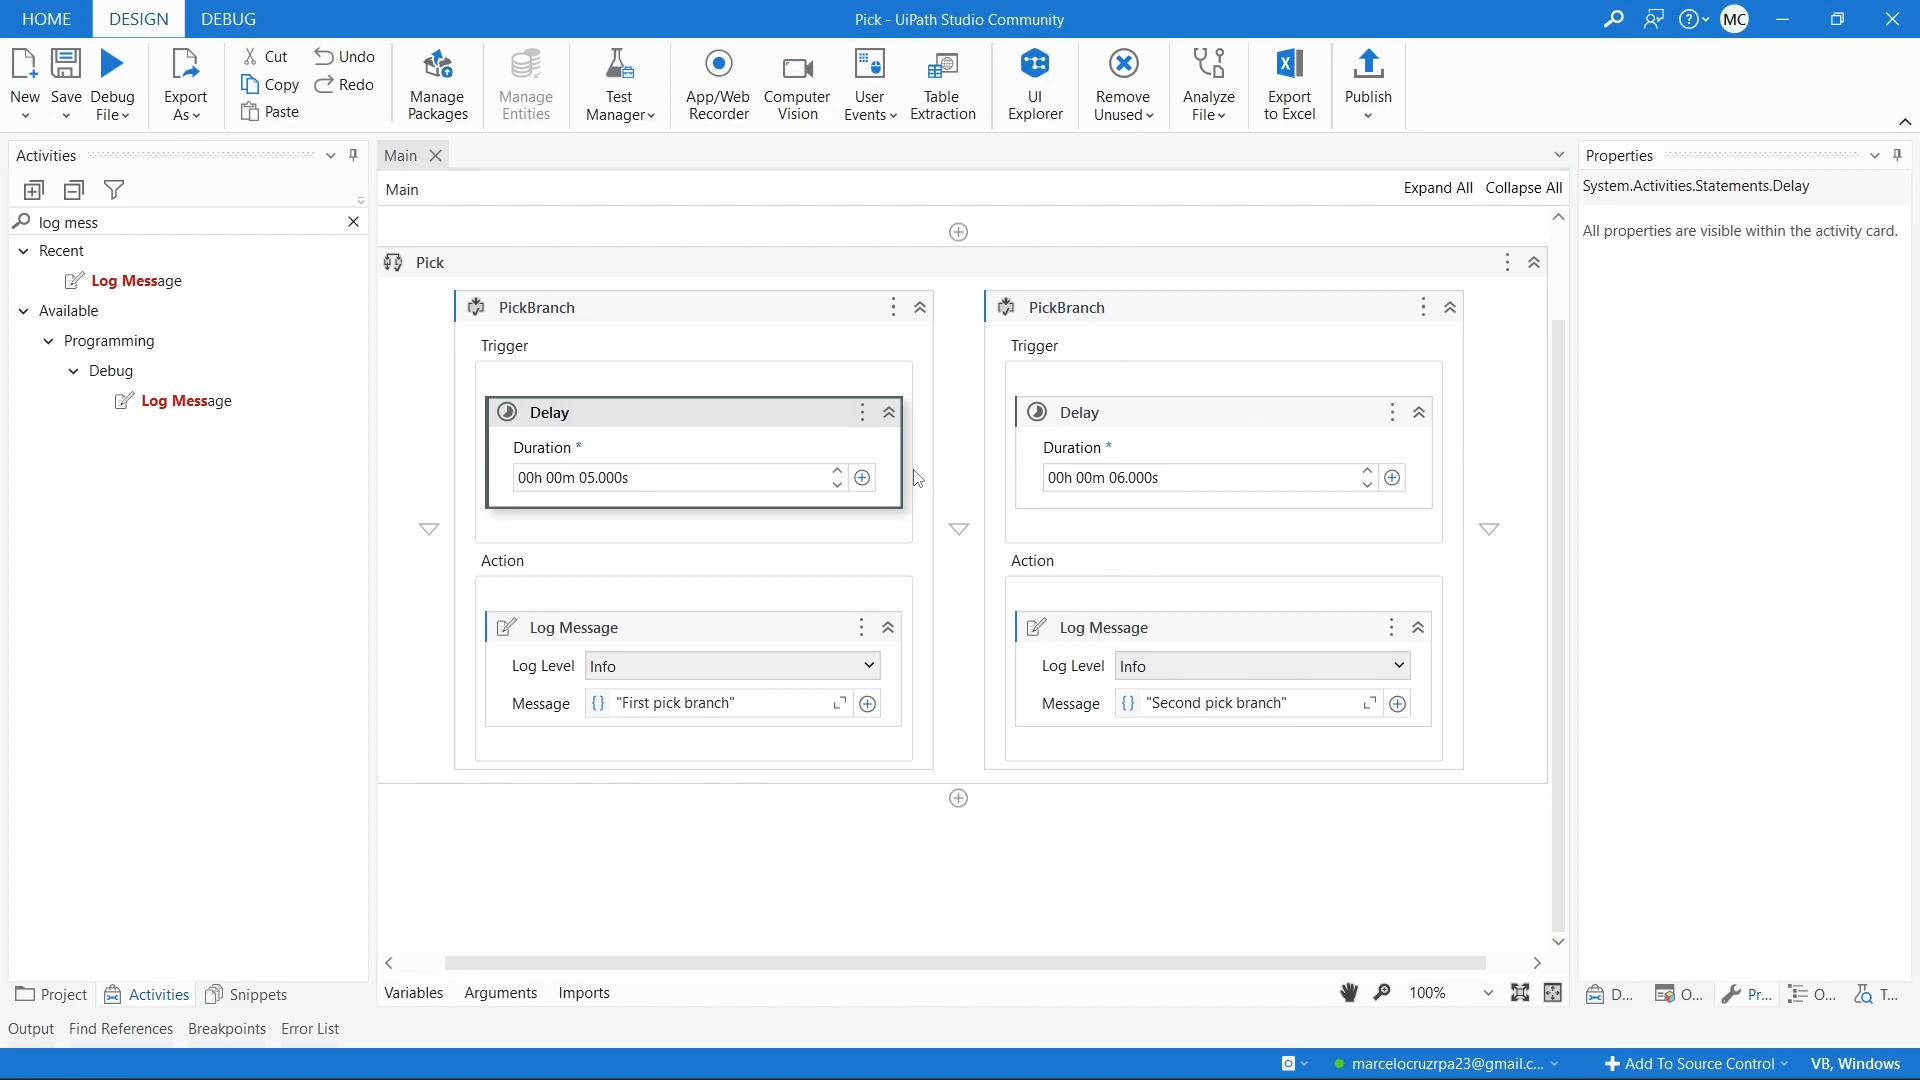 HOME DESIGN DEBUG Pick - UiPath Studio Community MC
New Save Debug File Export As Cut Copy Paste Undo Redo Manage Packages Manage Entities Test Manager App/Web Recorder Computer Vision User Events Table Extraction UI Explorer Remove Unused Analyze File Export to Excel Publish
Activities
log mess
Recent
Log Message
Available
Programming
Debug
Log Message
Main
Main Expand All Collapse All
Pick
PickBranch
Trigger
Delay
Duration *
00h 00m 05.000s
Action
Log Message
Log Level Info
Message "First pick branch"
PickBranch
Trigger
Delay
Duration *
00h 00m 06.000s
Action
Log Message
Log Level Info
Message "Second pick branch"
Properties
System.Activities.Statements.Delay
All properties are visible within the activity card.
Project Activities Snippets
Variables Arguments Imports 100%
D... O... Pr... O... T...
Output Find References Breakpoints Error List
marcelocruzrpa23@gmail.c... Add To Source Control VB, Windows